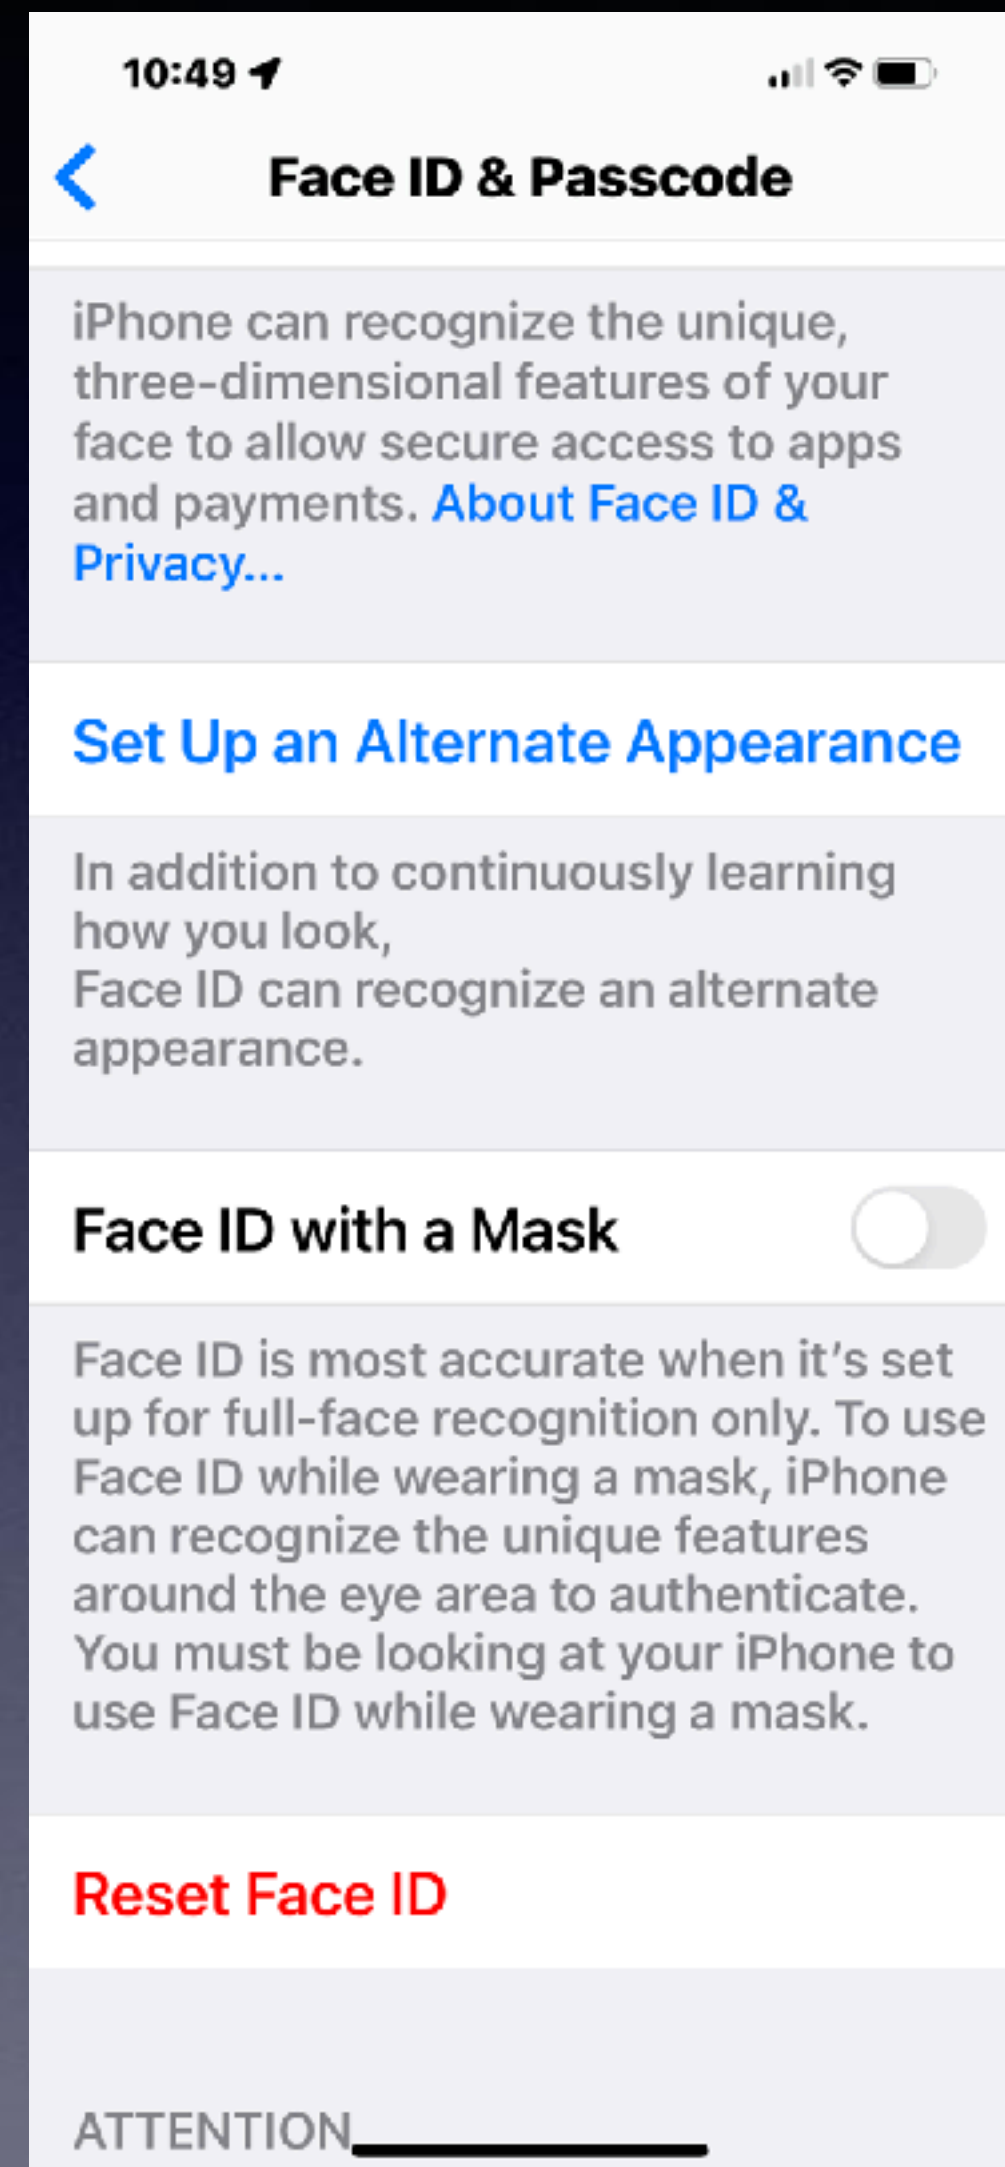 10:49
Face ID & Passcode
iPhone can recognize the unique,
three-dimensional features of your
face to allow secure access to apps
and payments. About Face ID &
Privacy...
Set Up an Alternate Appearance
In addition to continuously learning
how you look,
Face ID can recognize an alternate
appearance.
Face ID with a Mask
Face ID is most accurate when it's set
up for full-face recognition only. To use
Face ID while wearing a mask, iPhone
can recognize the unique features
around the eye area to authenticate.
You must be looking at your iPhone to
use Face ID while wearing a mask.
Reset Face ID
ATTENTION